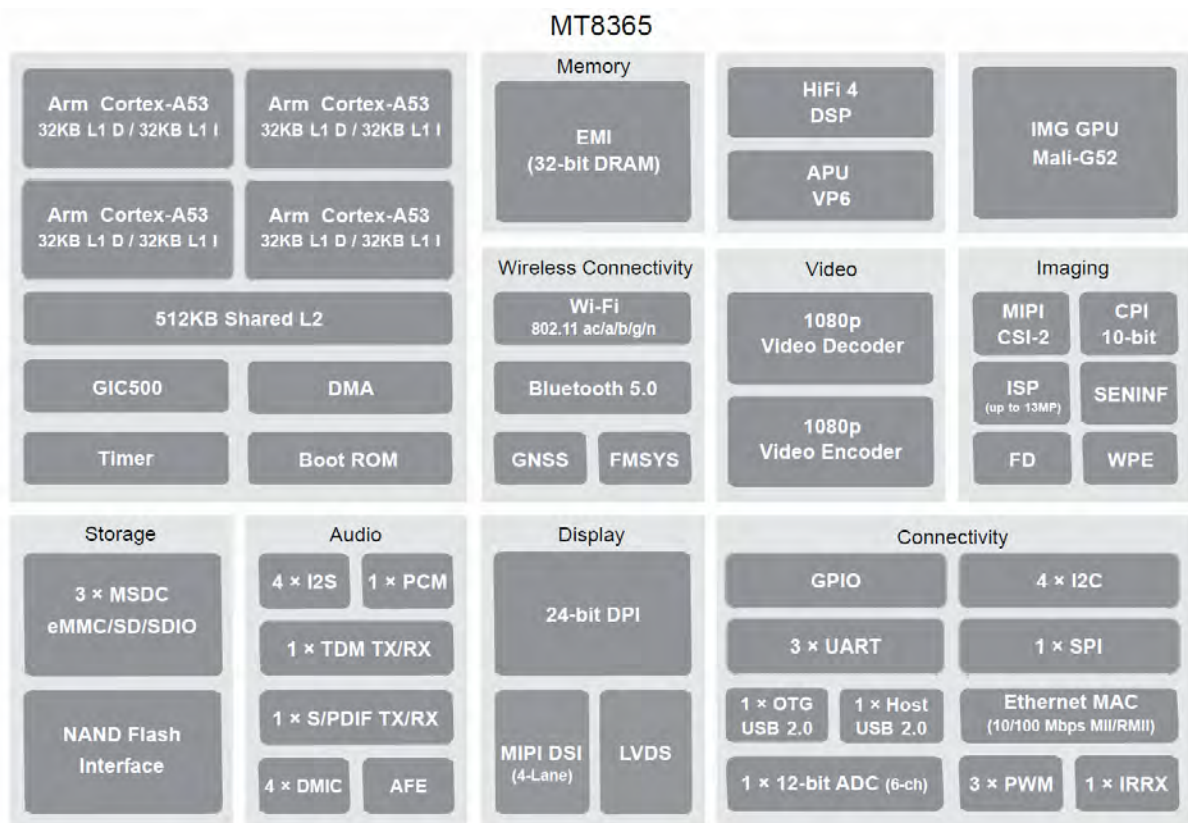 MT8365
Arm Cortex-A53
32KB L1 D / 32KB L1 I
Arm Cortex-A53
32KB L1 D / 32KB L1 I
Arm Cortex-A53
32KB L1 D / 32KB L1 I
Arm Cortex-A53
32KB L1 D / 32KB L1 I
512KB Shared L2
GIC500
DMA
Timer
Boot ROM
Memory
EMI
(32-bit DRAM)
HiFi 4
DSP
APU
VP6
IMG GPU
Mali-G52
Wireless Connectivity
Wi-Fi
802.11 ac/a/b/g/n
Bluetooth 5.0
GNSS
FMSYS
Video
1080p
Video Decoder
1080p
Video Encoder
Imaging
MIPI
CSI-2
CPI
10-bit
ISP
(up to 13MP)
SENINF
FD
WPE
Storage
3 × MSDC
eMMC/SD/SDIO
NAND Flash
Interface
Audio
4 × I2S
1 × PCM
1 × TDM TX/RX
1 × S/PDIF TX/RX
4 × DMIC
AFE
Display
24-bit DPI
MIPI DSI
(4-Lane)
LVDS
Connectivity
GPIO
4 × I2C
3 × UART
1 × SPI
1 × OTG
USB 2.0
1 × Host
USB 2.0
Ethernet MAC
(10/100 Mbps MII/RMII)
1 × 12-bit ADC (6-ch)
3 × PWM
1 × IRRX